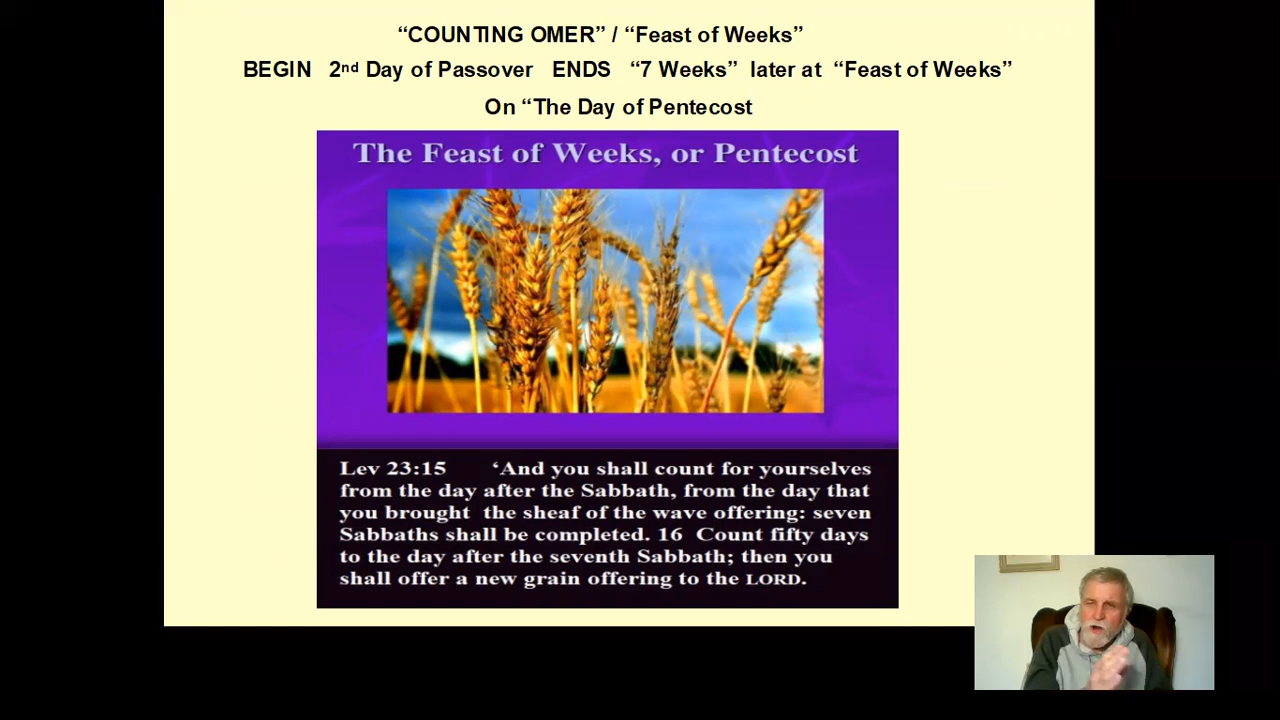 “COUNTING OMER” / “Feast of Weeks”
BEGIN 2nd Day of Passover ENDS “7 Weeks” later at “Feast of Weeks”
On “The Day of Pentecost
The Feast of Weeks, or Pentecost
Lev 23:15 ‘And you shall count for yourselves
from the day after the Sabbath, from the day that
you brought the sheaf of the wave offering: seven
Sabbaths shall be completed. 16 Count fifty days
to the day after the seventh Sabbath; then you
shall offer a new grain offering to the LORD.